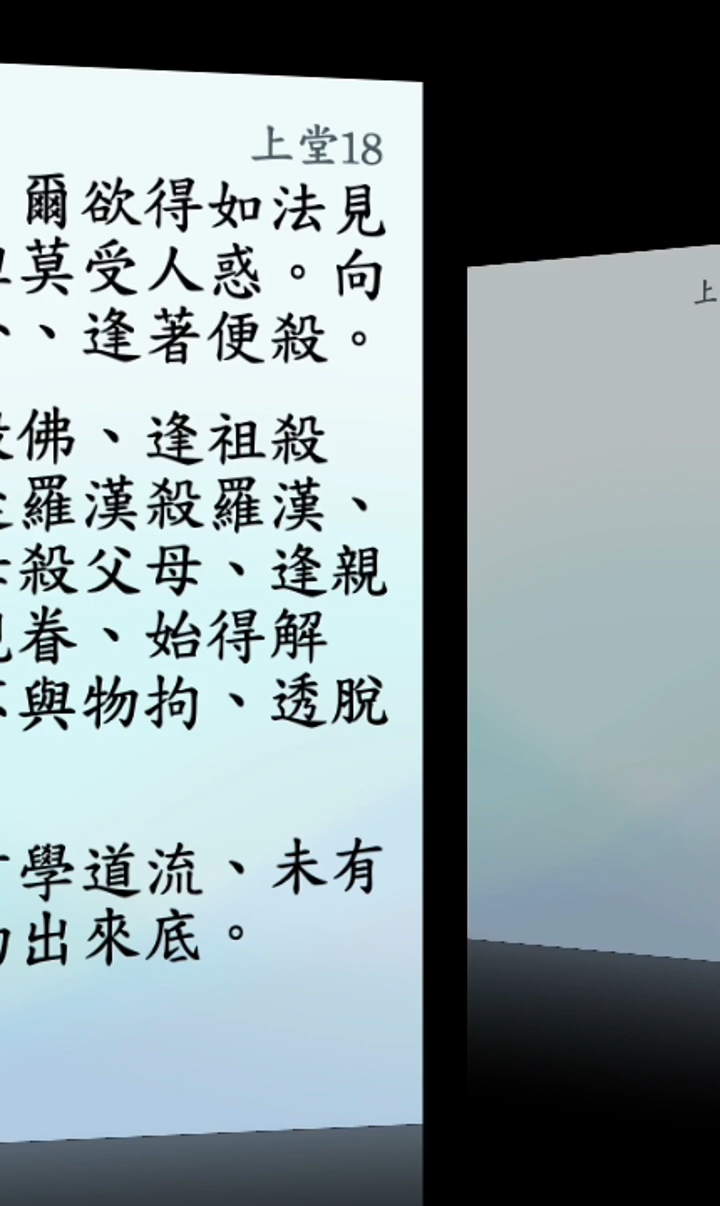 上堂18
爾欲得如法見
莫受人惑。向
、逢著便殺。
佛、逢祖殺
羅漢殺羅漢、
殺父母、逢親
眷、始得解
與物拘、透脫
學道流、未有
出來底。
上